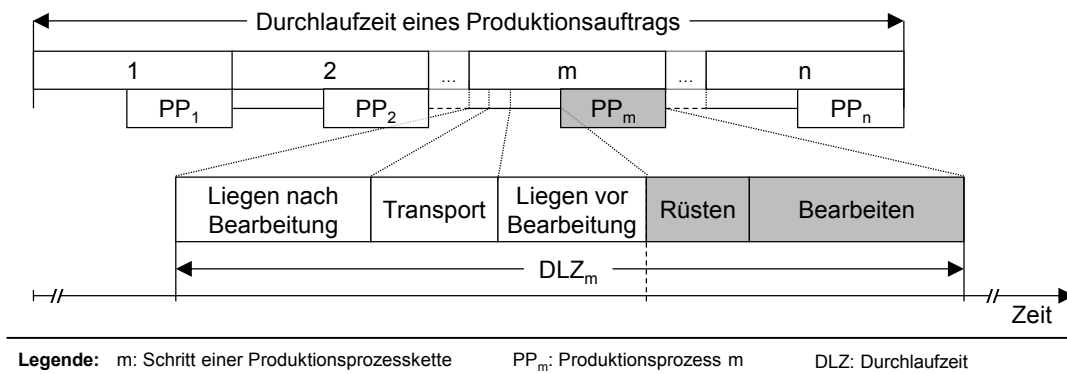 Durchlaufzeit eines Produktionsauftrags
1 2 ... m ... n
PP₁ PP₂ PPₘ PPₙ
Liegen nach Bearbeitung Transport Liegen vor Bearbeitung Rüsten Bearbeiten
DLZₘ
Zeit
Legende: m: Schritt einer Produktionsprozesskette PPₘ: Produktionsprozess m DLZ: Durchlaufzeit